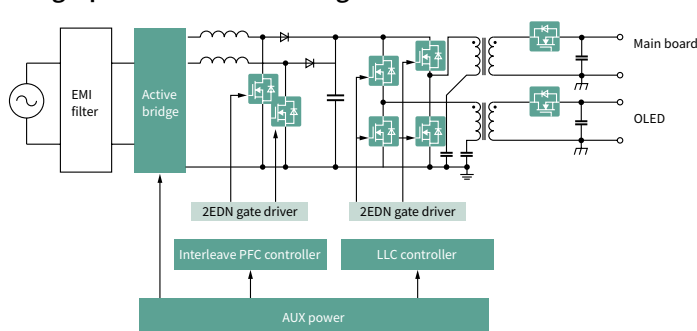 EMI
filter
Active
bridge
Main board
OLED
2EDN gate driver
2EDN gate driver
Interleave PFC controller
LLC controller
AUX power